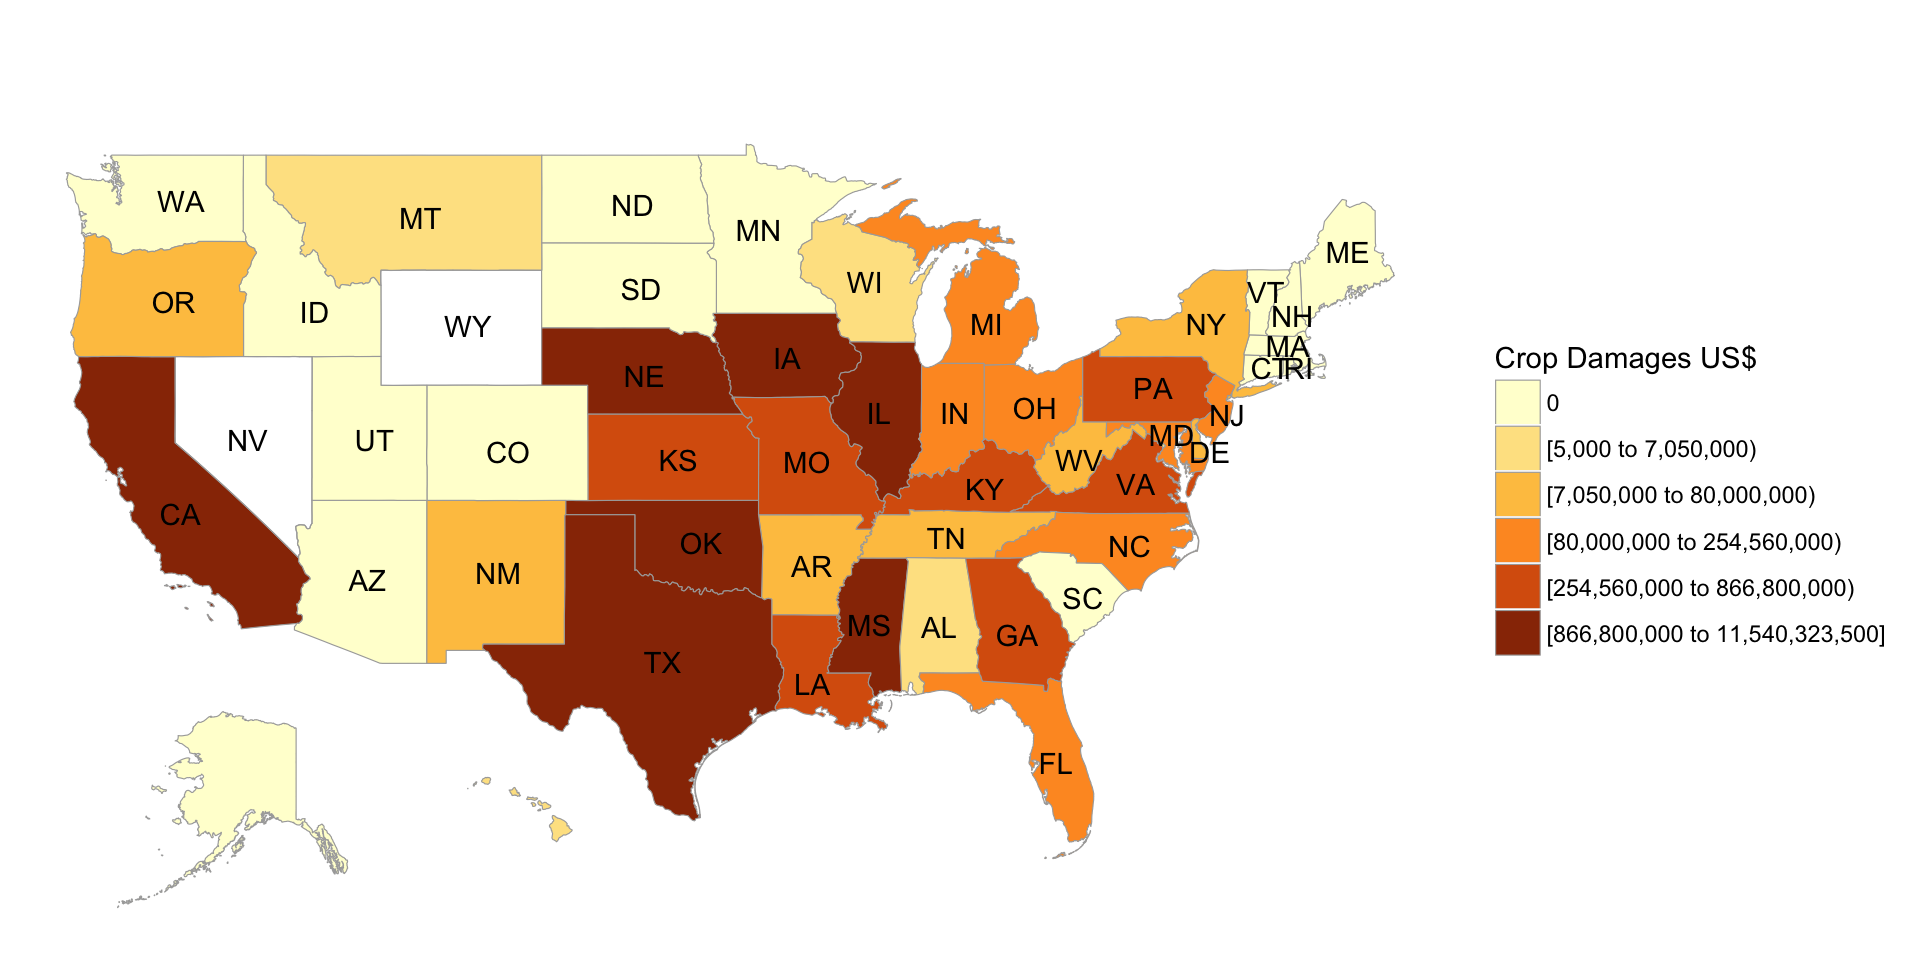 WA
MT
ND
MN
ME
OR
ID
WY
SD
WI
MI
NY
VT
NH
MA
CT
RI
NV
UT
CO
NE
IA
IL
IN
OH
PA
NJ
MD
DE
CA
AZ
NM
KS
MO
KY
WV
VA
OK
AR
TN
NC
SC
TX
LA
MS
AL
GA
FL
Crop Damages US$
0
[5,000 to 7,050,000)
[7,050,000 to 80,000,000)
[80,000,000 to 254,560,000)
[254,560,000 to 866,800,000)
[866,800,000 to 11,540,323,500]